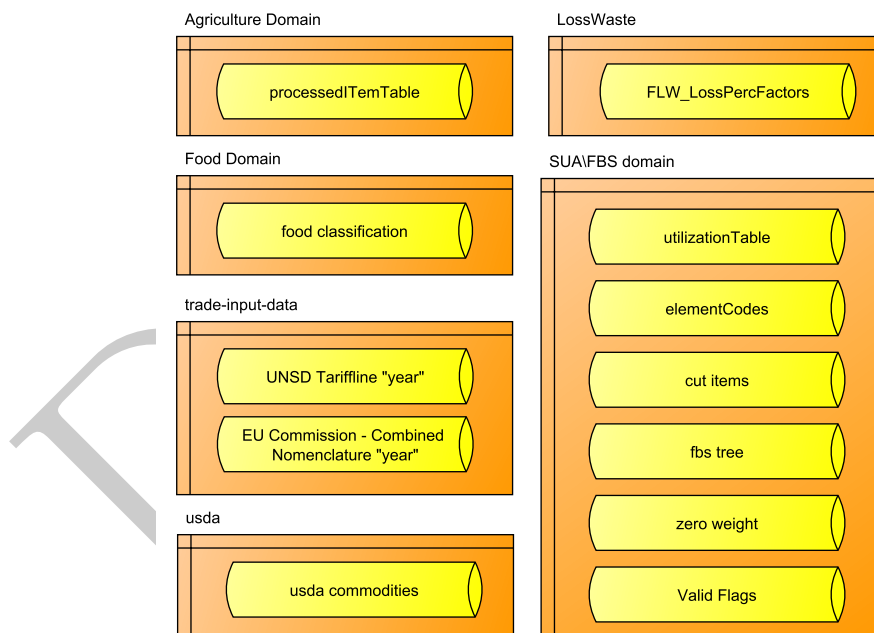 Agriculture Domain
processedITemTable
Food Domain
food classification
trade-input-data
UNSD Tariffline "year"
EU Commission - Combined
Nomenclature "year"
usda
usda commodities
LossWaste
FLW_LossPercFactors
SUA\FBS domain
utilizationTable
elementCodes
cut items
fbs tree
zero weight
Valid Flags